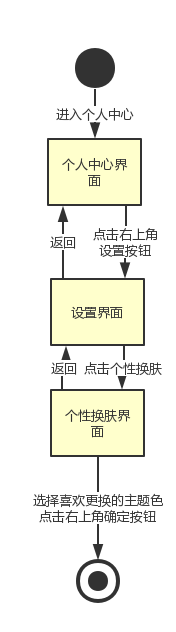 进入个人中心
个人中心界
面
返回
点击右上角
设置按钮
设置界面
返回
点击个性换肤
个性换肤界
面
选择喜欢更换的主题色
点击右上角确定按钮